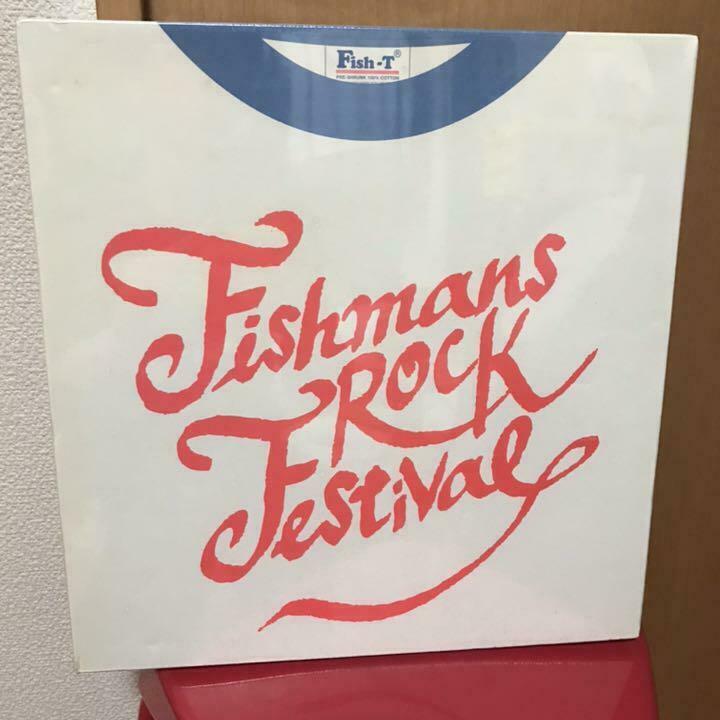 Fish-T®
PRE-SHRUNK 100% COTTON
Fishmans
ROCK
Festival